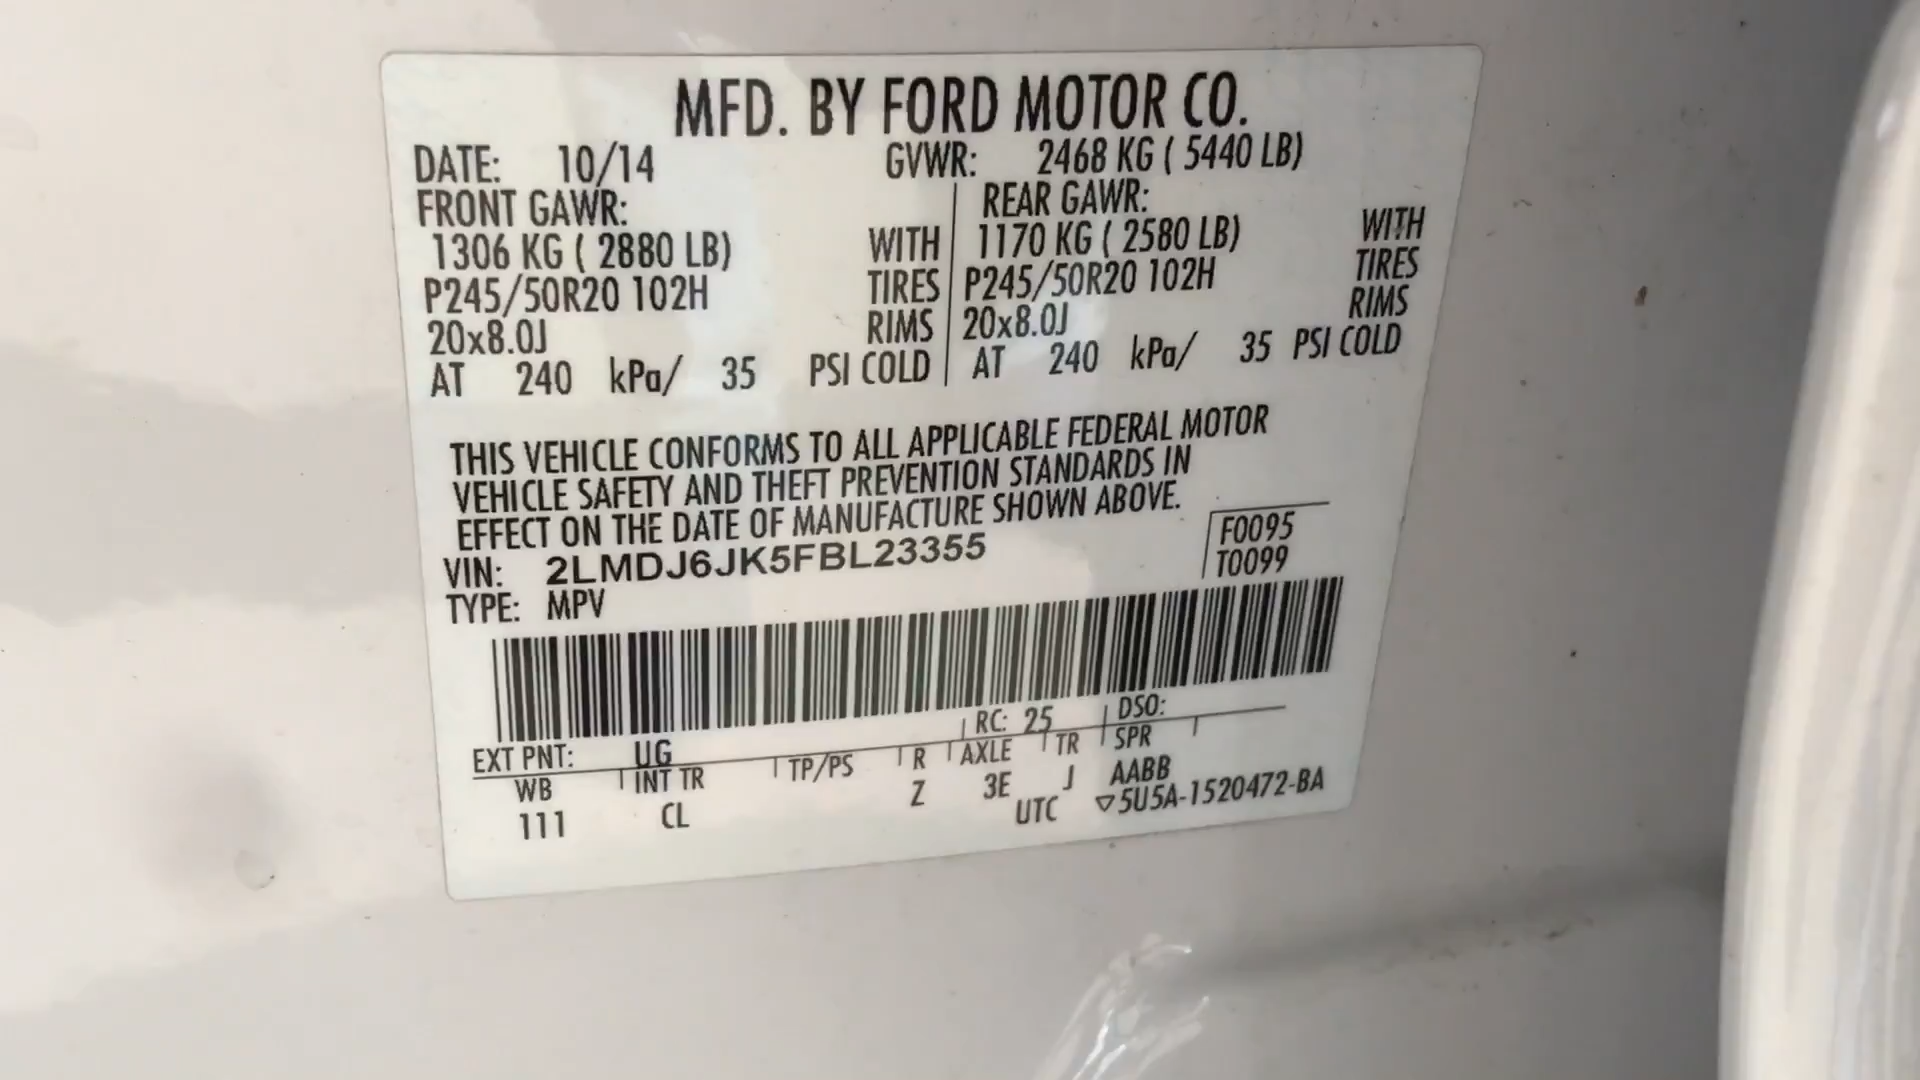 MFD. BY FORD MOTOR CO.
DATE: 10/14 GVWR: 2468 KG ( 5440 LB)
FRONT GAWR: REAR GAWR:
1306 KG ( 2880 LB) WITH 1170 KG ( 2580 LB) WITH
P245/50R20 102H TIRES P245/50R20 102H TIRES
20x8.0J RIMS 20x8.0J RIMS
AT 240 kPa/ 35 PSI COLD AT 240 kPa/ 35 PSI COLD
THIS VEHICLE CONFORMS TO ALL APPLICABLE FEDERAL MOTOR
VEHICLE SAFETY AND THEFT PREVENTION STANDARDS IN
EFFECT ON THE DATE OF MANUFACTURE SHOWN ABOVE.
F0095
VIN: 2LMDJ6JK5FBL23355
T0099
TYPE: MPV
EXT PNT: UG RC: 25 DSO:
WB INT TR TP/PS R AXLE TR SPR
111 CL Z 3E J AABB
UTC ▽5U5A-1520472-BA